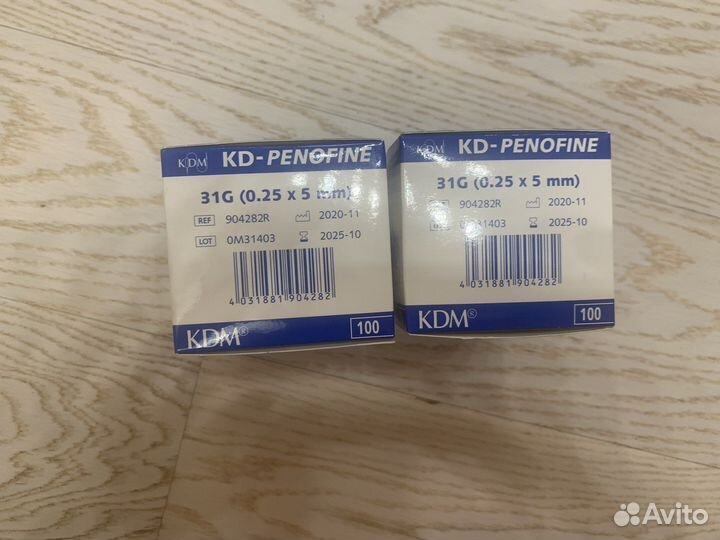 KDM KD-PENOFINE
31G (0.25 x 5 mm)
REF 904282R 2020-11
LOT 0M31403 2025-10
4 031881 904282
KDM® 100
KDM KD-PENOFINE
31G (0.25 x 5 mm)
904282R 2020-11
0M31403 2025-10
4 031881 904282
KDM® 100
Avito